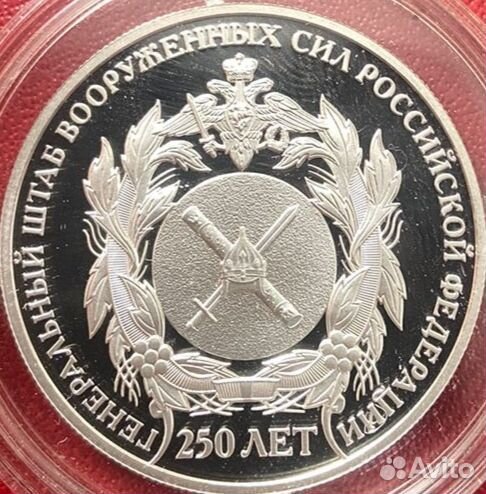 ГЕНЕРАЛЬНЫЙ ШТАБ ВООРУЖЕННЫХ СИЛ РОССИЙСКОЙ ФЕДЕРАЦИИ
250 ЛЕТ
Avito